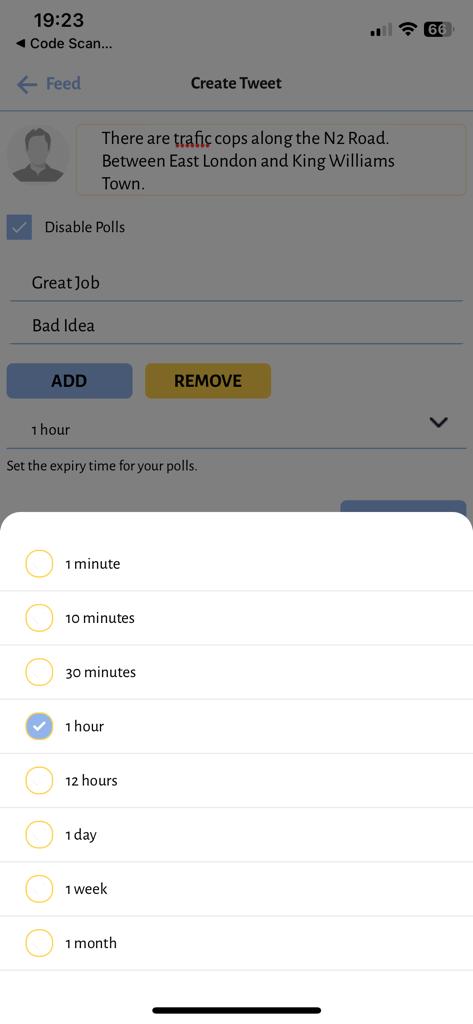 19:23
66
◀ Code Scan...
Feed
Create Tweet
There are trafic cops along the N2 Road.
Between East London and King Williams
Town.
Disable Polls
Great Job
Bad Idea
ADD
REMOVE
1 hour
Set the expiry time for your polls.
1 minute
10 minutes
30 minutes
1 hour
12 hours
1 day
1 week
1 month